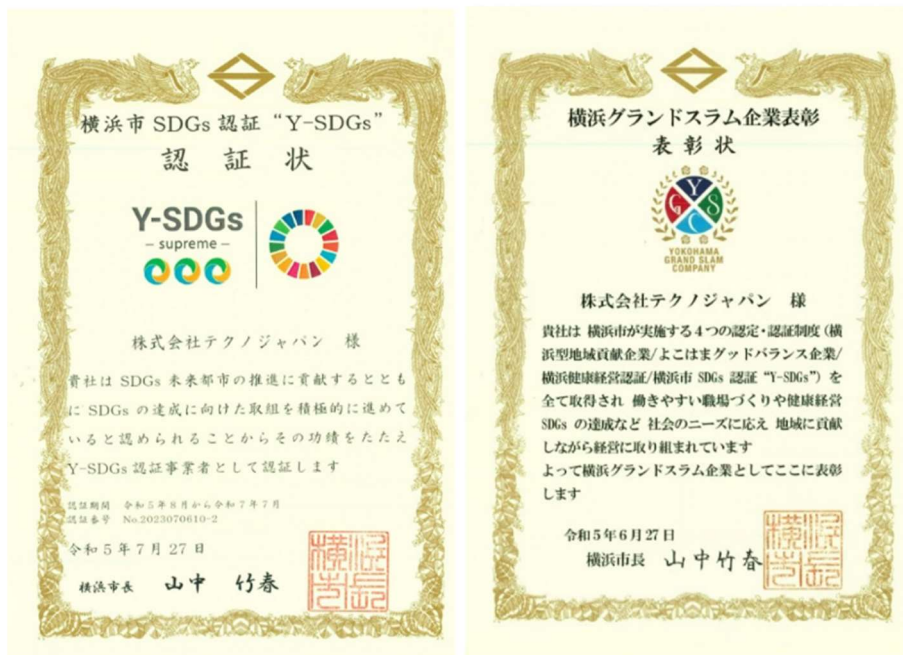 横浜市 SDGs 認証 “Y-SDGs”
認証状
Y-SDGs
– supreme –
株式会社テクノジャパン 様
貴社は SDGs 未来都市の推進に貢献するととも
に SDGs の達成に向けた取組を積極的に進めて
いると認められることからその功績をたたえ
Y-SDGs 認証事業者として認証します
認証期間 令和5年8月から令和7年7月
認証番号 No.2023070610-2
令和5年7月27日
横浜市長 山中 竹春
横浜市長
横浜グランドスラム企業表彰
表彰状
Y
G S
C
YOKOHAMA
GRAND SLAM
COMPANY
株式会社テクノジャパン 様
貴社は 横浜市が実施する4つの認定・認証制度(横
浜型地域貢献企業/よこはまグッドバランス企業/
横浜健康経営認証/横浜市 SDGs 認証 “Y-SDGs”)を
全て取得され 働きやすい職場づくりや健康経営
SDGs の達成など 社会のニーズに応え 地域に貢献
しながら経営に取り組まれています
よって横浜グランドスラム企業としてここに表彰
します
令和5年6月27日
横浜市長 山中竹春
横浜市長